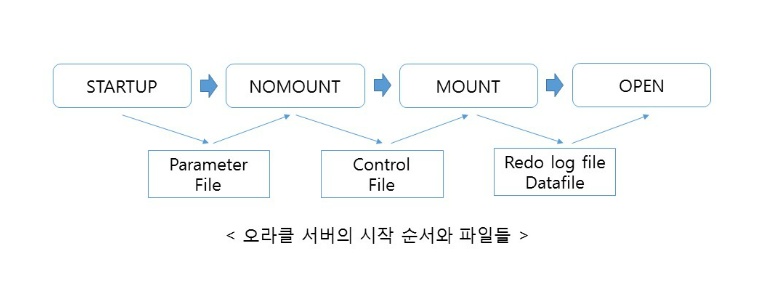 STARTUP
NOMOUNT
MOUNT
OPEN
Parameter
File
Control
File
Redo log file
Datafile
< 오라클 서버의 시작 순서와 파일들 >